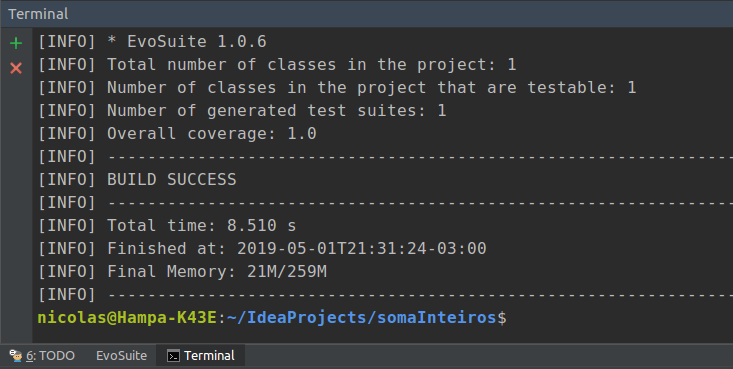 Terminal
[INFO] * EvoSuite 1.0.6
[INFO] Total number of classes in the project: 1
[INFO] Number of classes in the project that are testable: 1
[INFO] Number of generated test suites: 1
[INFO] Overall coverage: 1.0
[INFO] ---------------------------------------------------------------
[INFO] BUILD SUCCESS
[INFO] ---------------------------------------------------------------
[INFO] Total time: 8.510 s
[INFO] Finished at: 2019-05-01T21:31:24-03:00
[INFO] Final Memory: 21M/259M
[INFO] ---------------------------------------------------------------
nicolas@Hampa-K43E:~/IdeaProjects/somaInteiros$
6: TODO EvoSuite Terminal